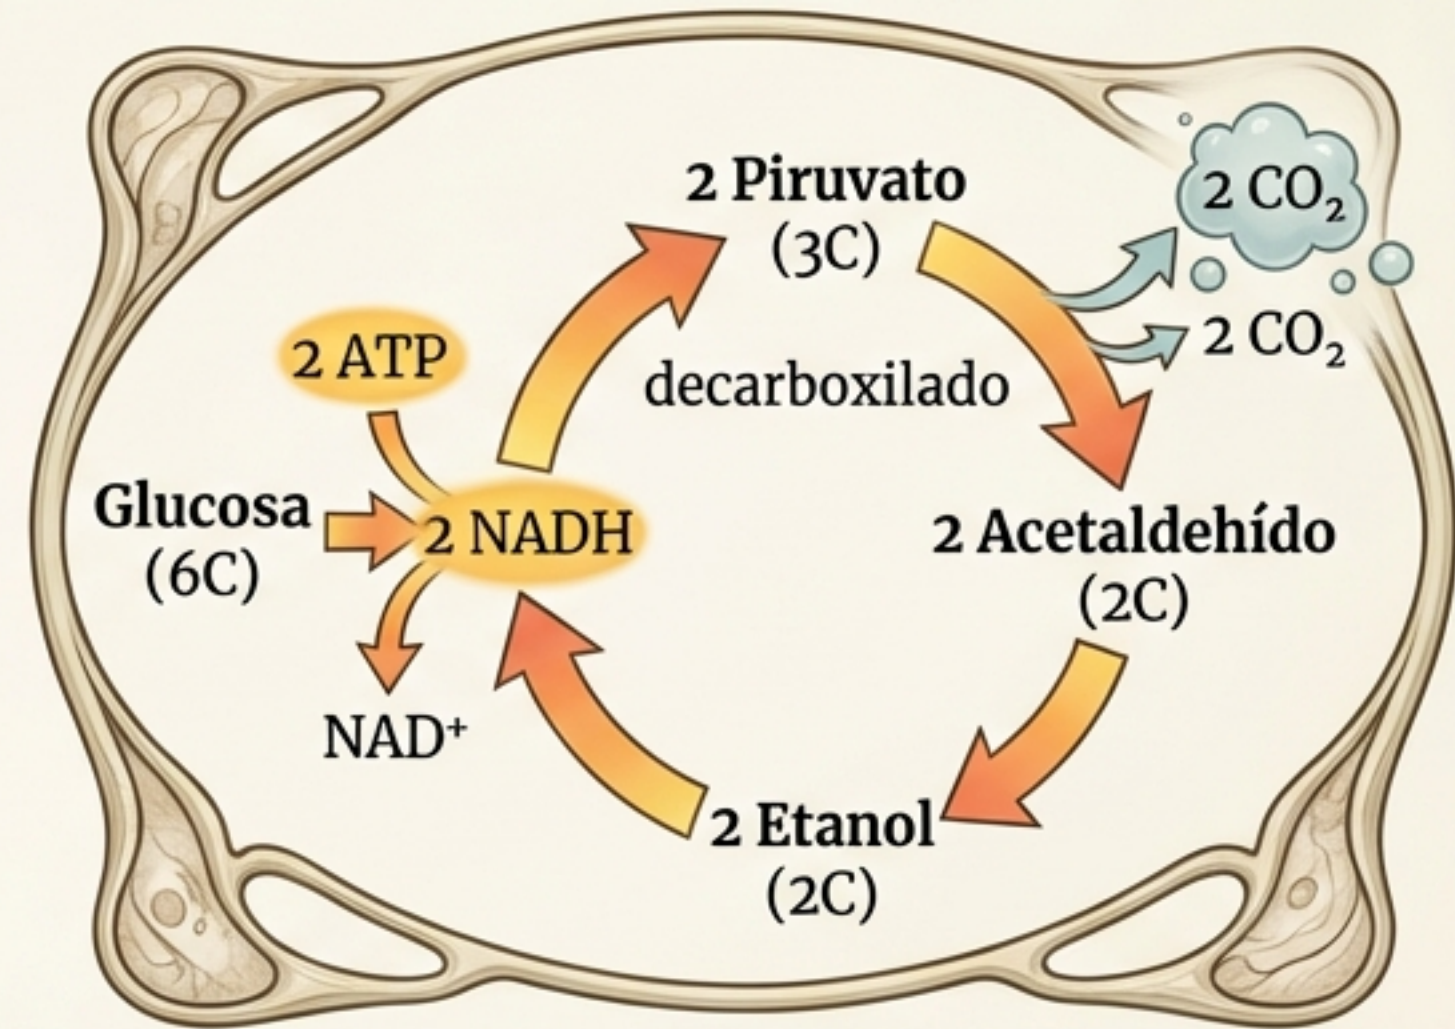 2 Piruvato
(3C)
2 CO₂
2 CO₂
2 ATP
decarboxilado
Glucosa
(6C)
2 NADH
2 Acetaldehído
(2C)
NAD⁺
2 Etanol
(2C)